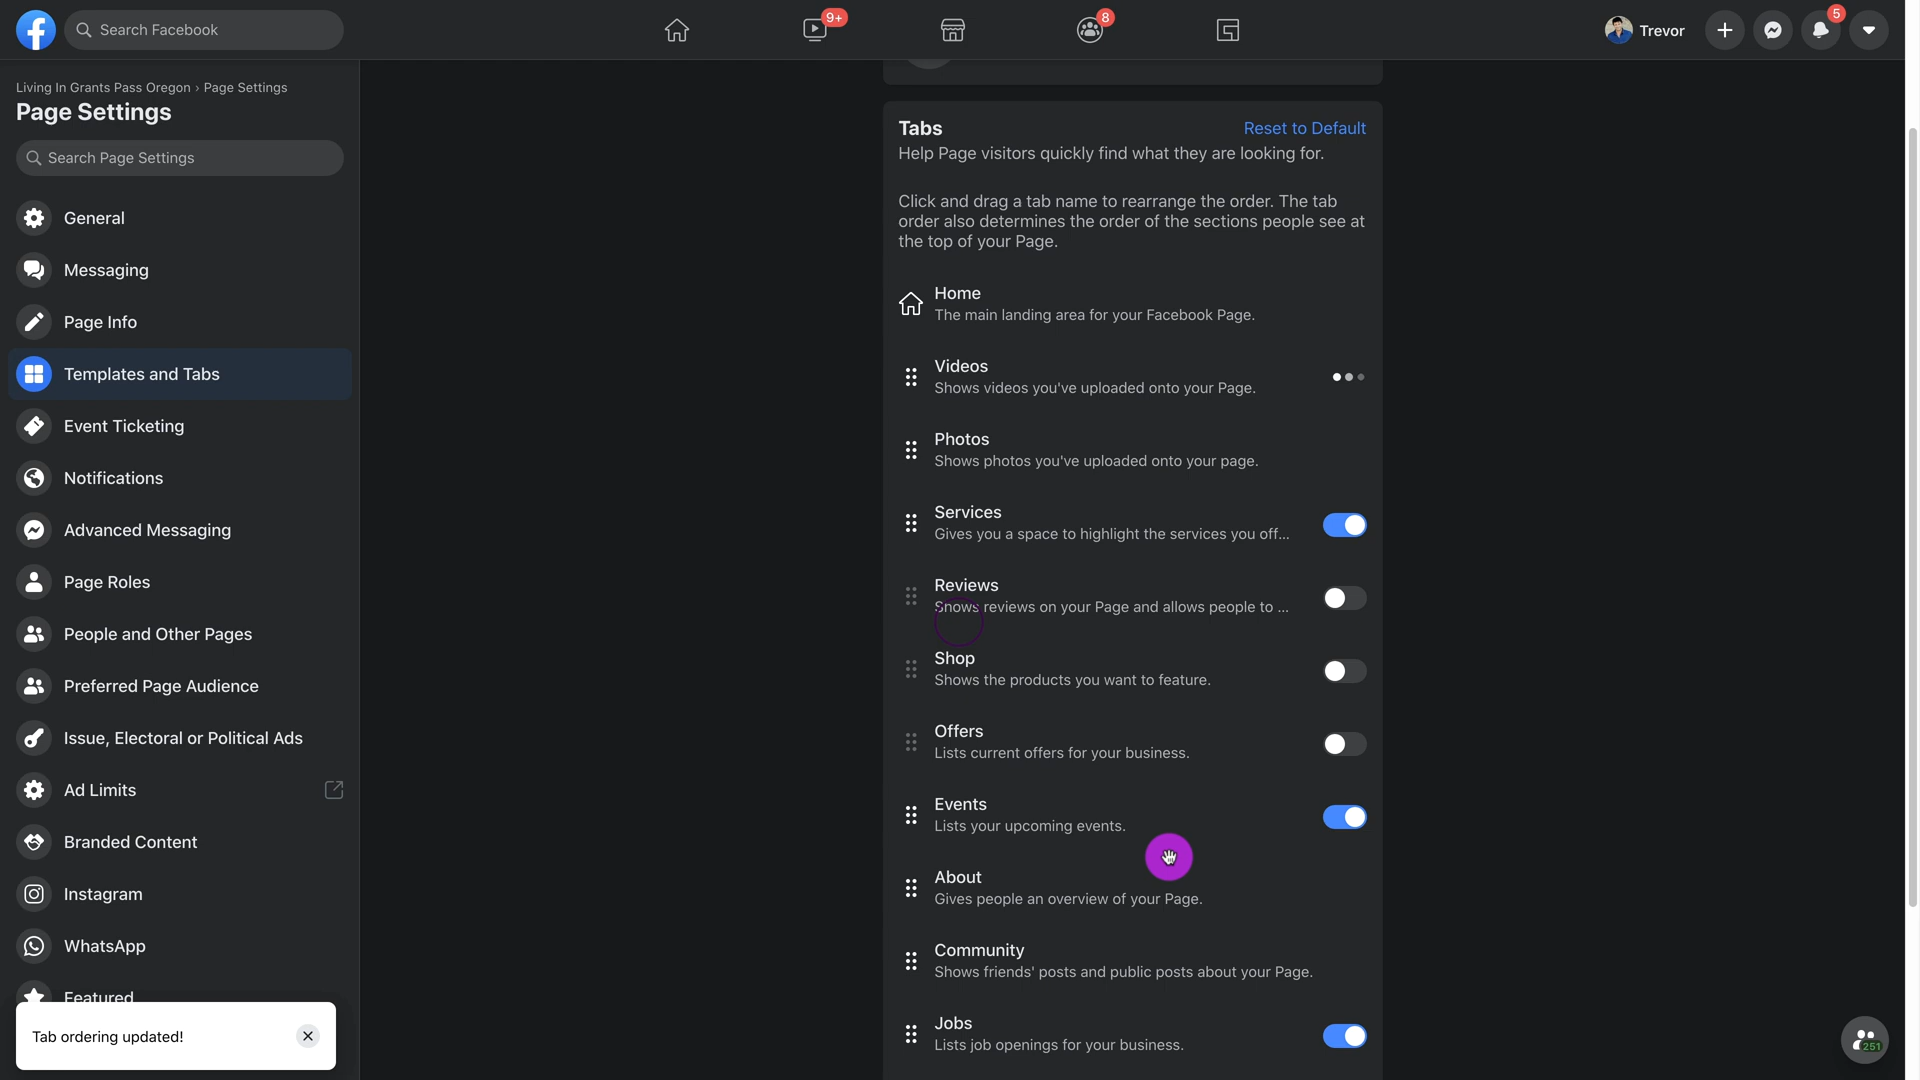 Search Facebook
9+
8
Trevor
5
Living In Grants Pass Oregon › Page Settings
Page Settings
Search Page Settings
General
Messaging
Page Info
Templates and Tabs
Event Ticketing
Notifications
Advanced Messaging
Page Roles
People and Other Pages
Preferred Page Audience
Issue, Electoral or Political Ads
Ad Limits
Branded Content
Instagram
WhatsApp
Featured
Tab ordering updated!
Tabs
Reset to Default
Help Page visitors quickly find what they are looking for.
Click and drag a tab name to rearrange the order. The tab
order also determines the order of the sections people see at
the top of your Page.
Home
The main landing area for your Facebook Page.
Videos
Shows videos you've uploaded onto your Page.
Photos
Shows photos you've uploaded onto your page.
Services
Gives you a space to highlight the services you off...
Reviews
Shows reviews on your Page and allows people to ...
Shop
Shows the products you want to feature.
Offers
Lists current offers for your business.
Events
Lists your upcoming events.
About
Gives people an overview of your Page.
Community
Shows friends' posts and public posts about your Page.
Jobs
Lists job openings for your business.
251